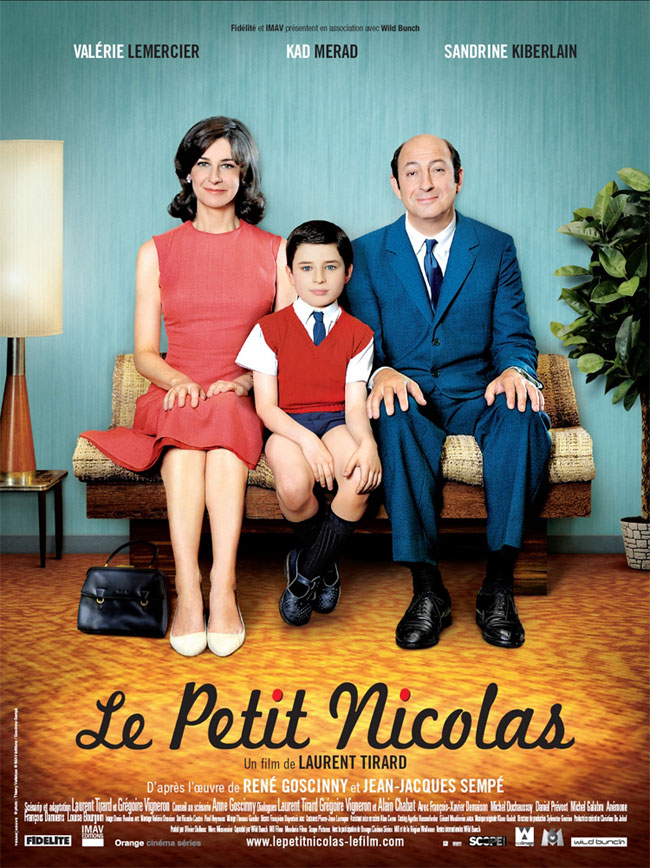 Fidélité et IMAV présentent en association avec Wild Bunch
VALÉRIE LEMERCIER KAD MERAD SANDRINE KIBERLAIN
Le Petit Nicolas
Un film de LAURENT TIRARD
D'après l'œuvre de RENÉ GOSCINNY et JEAN-JACQUES SEMPÉ
Scénario et adaptation Laurent Tirard et Grégoire Vigneron Conseil au scénario Anne Goscinny Dialogues Laurent Tirard Grégoire Vigneron et Alain Chabat Avec François-Xavier Demaison Michel Duchaussoy Daniel Prévost Michel Galabru Anémone
François Damiens Louise Bourgoin
FIDELITE IMAV EDITIONS Orange cinéma séries www.lepetitnicolas-lefilm.com SCOPE M6 WILD BUNCH